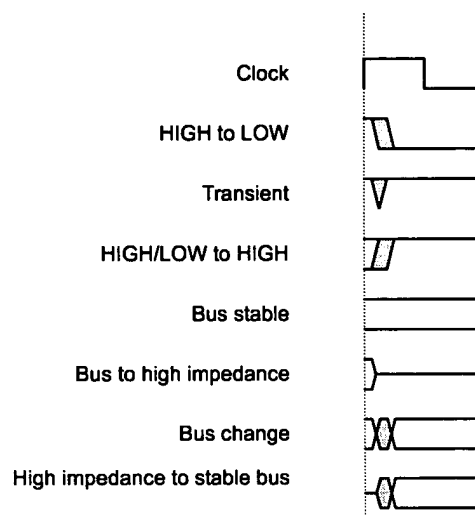 Clock
HIGH to LOW
Transient
HIGH/LOW to HIGH
Bus stable
Bus to high impedance
Bus change
High impedance to stable bus